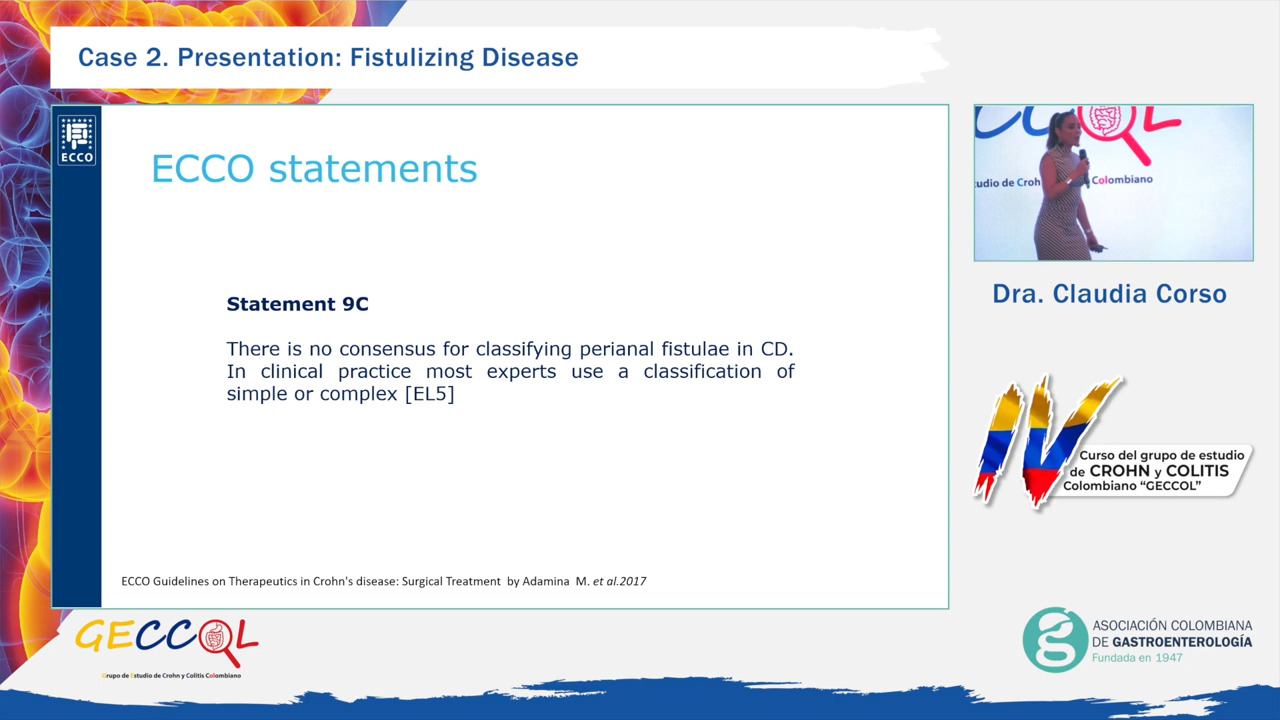 Case 2. Presentation: Fistulizing Disease
ECCO
ECCO statements
Statement 9C
There is no consensus for classifying perianal fistulae in CD.
In clinical practice most experts use a classification of
simple or complex [EL5]
ECCO Guidelines on Therapeutics in Crohn's disease: Surgical Treatment by Adamina M. et al.2017
udio de Croh
Colombiano
Dra. Claudia Corso
IV
Curso del grupo de estudio
de CROHN y COLITIS
Colombiano “GECCOL”
GECCOL
Grupo de Estudio de Crohn y Colitis Colombiano
ASOCIACIÓN COLOMBIANA
DE GASTROENTEROLOGÍA
Fundada en 1947